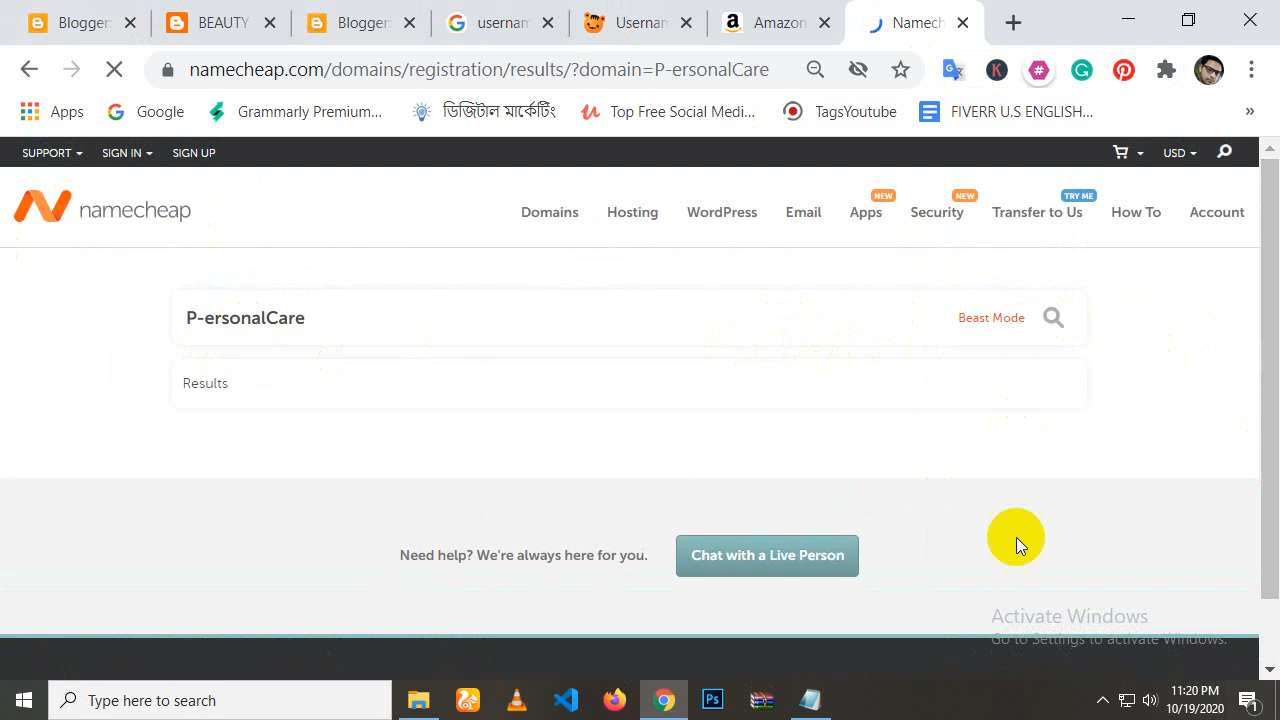 Blogger
BEAUTY
Blogger
usernam
Usernam
Amazon
Namech
namecheap.com/domains/registration/results/?domain=P-ersonalCare
Apps
Google
Grammarly Premium...
ডিজিটাল মার্কেটিং
Top Free Social Medi...
TagsYoutube
FIVERR U.S ENGLISH...
»
SUPPORT
SIGN IN
SIGN UP
USD
namecheap
Domains
Hosting
WordPress
Email
NEW
Apps
NEW
Security
TRY ME
Transfer to Us
How To
Account
P-ersonalCare
Beast Mode
Results
Need help? We're always here for you.
Chat with a Live Person
Activate Windows
Go to Settings to activate Windows.
Type here to search
11:20 PM
10/19/2020
1